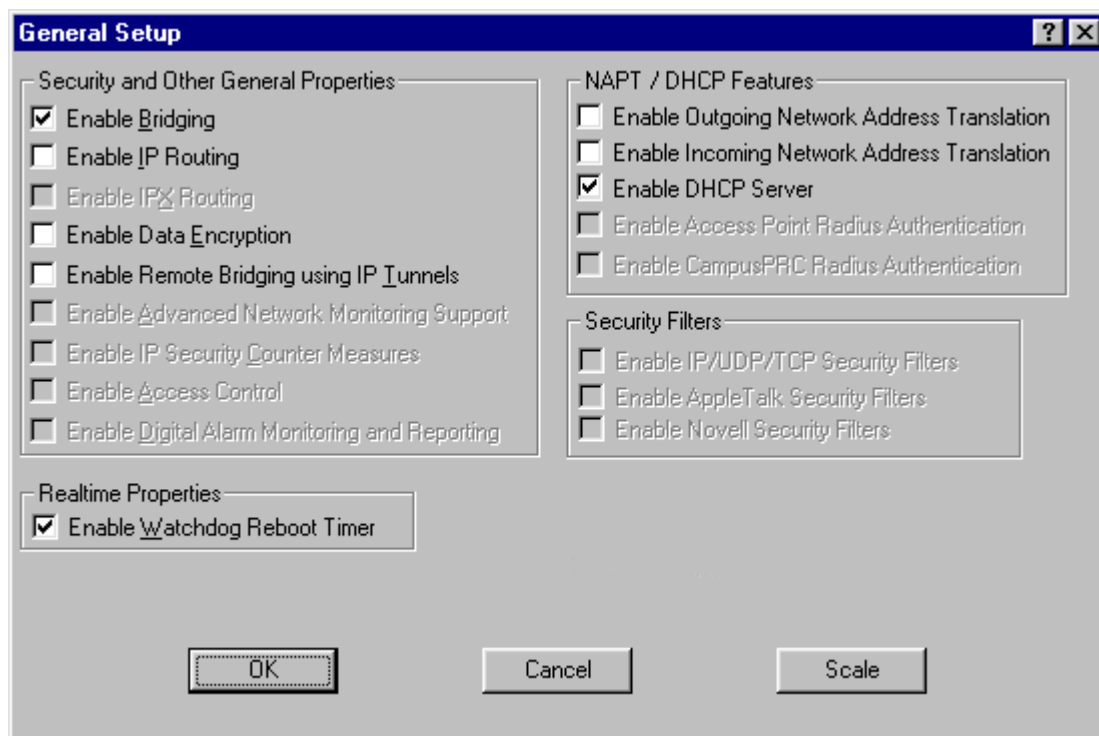 General Setup
Security and Other General Properties
Enable Bridging
Enable IP Routing
Enable IPX Routing
Enable Data Encryption
Enable Remote Bridging using IP Tunnels
Enable Advanced Network Monitoring Support
Enable IP Security Counter Measures
Enable Access Control
Enable Digital Alarm Monitoring and Reporting
NAPT / DHCP Features
Enable Outgoing Network Address Translation
Enable Incoming Network Address Translation
Enable DHCP Server
Enable Access Point Radius Authentication
Enable CampusPRC Radius Authentication
Security Filters
Enable IP/UDP/TCP Security Filters
Enable AppleTalk Security Filters
Enable Novell Security Filters
Realtime Properties
Enable Watchdog Reboot Timer
OK
Cancel
Scale